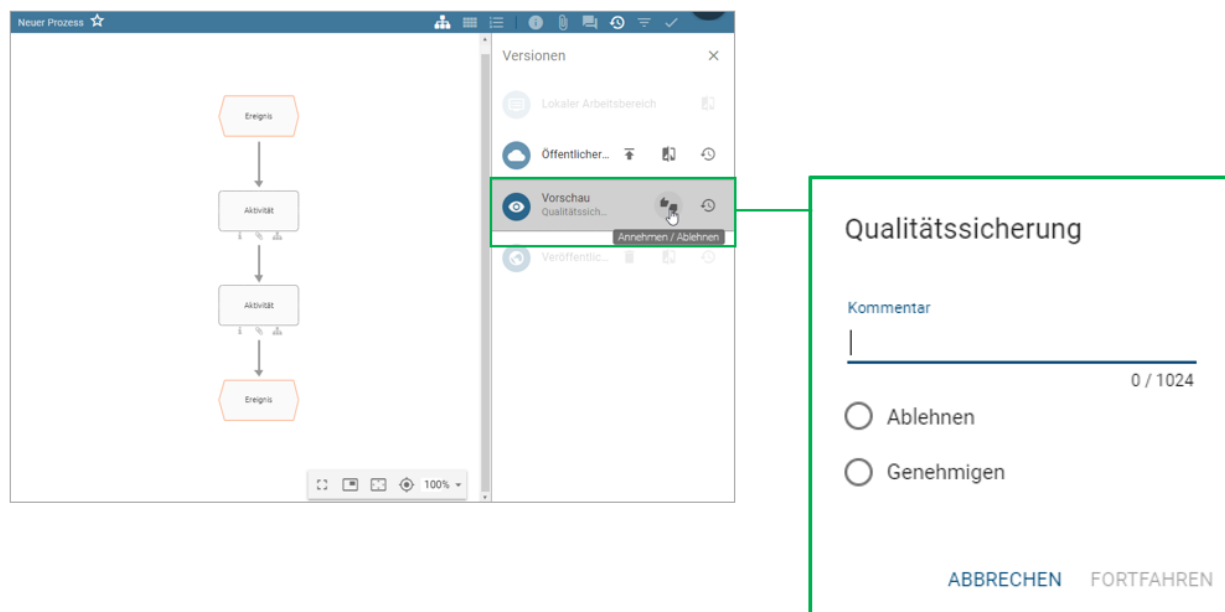 Neuer Prozess
Versionen
Lokaler Arbeitsbereich
Öffentlicher...
Vorschau
Qualitätssich...
Annehmen / Ablehnen
Veröffentlic...
Ereignis
Aktivität
Aktivität
Ereignis
100%
Qualitätssicherung
Kommentar
0 / 1024
Ablehnen
Genehmigen
ABBRECHEN FORTFAHREN